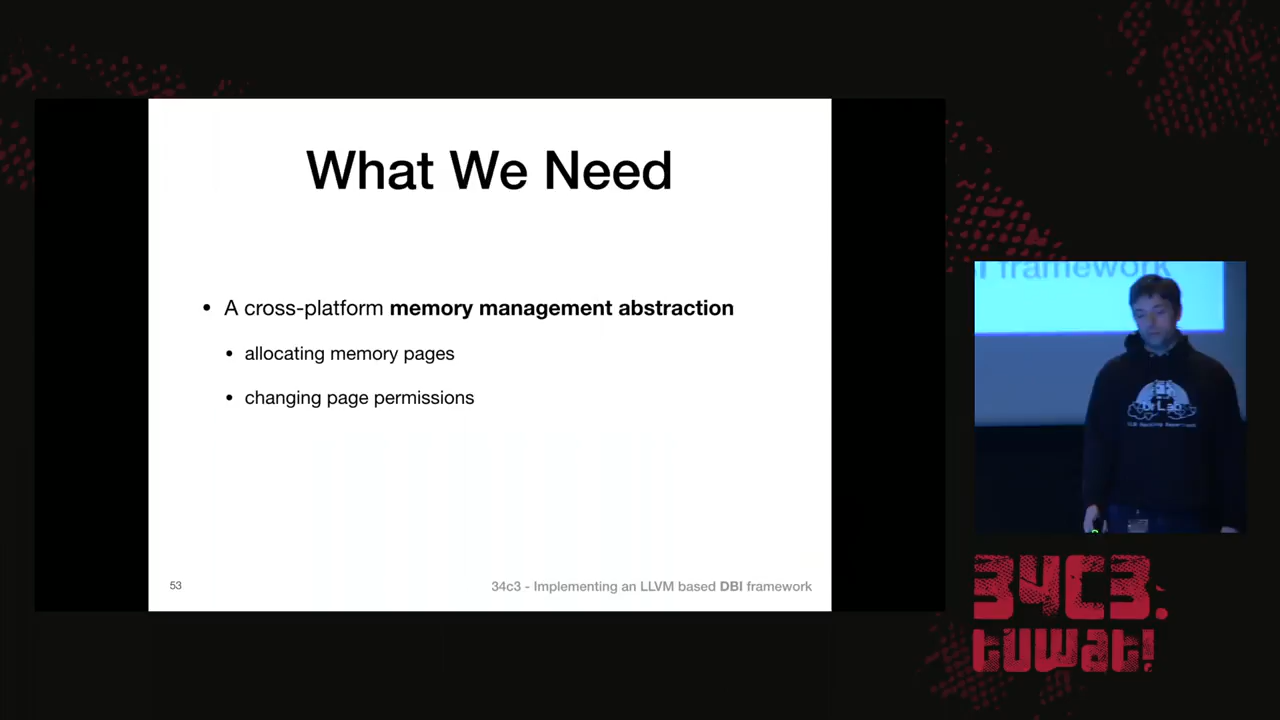 What We Need
• A cross-platform memory management abstraction
• allocating memory pages
• changing page permissions
53
34c3 - Implementing an LLVM based DBI framework
framework
34C3.
tuwat!